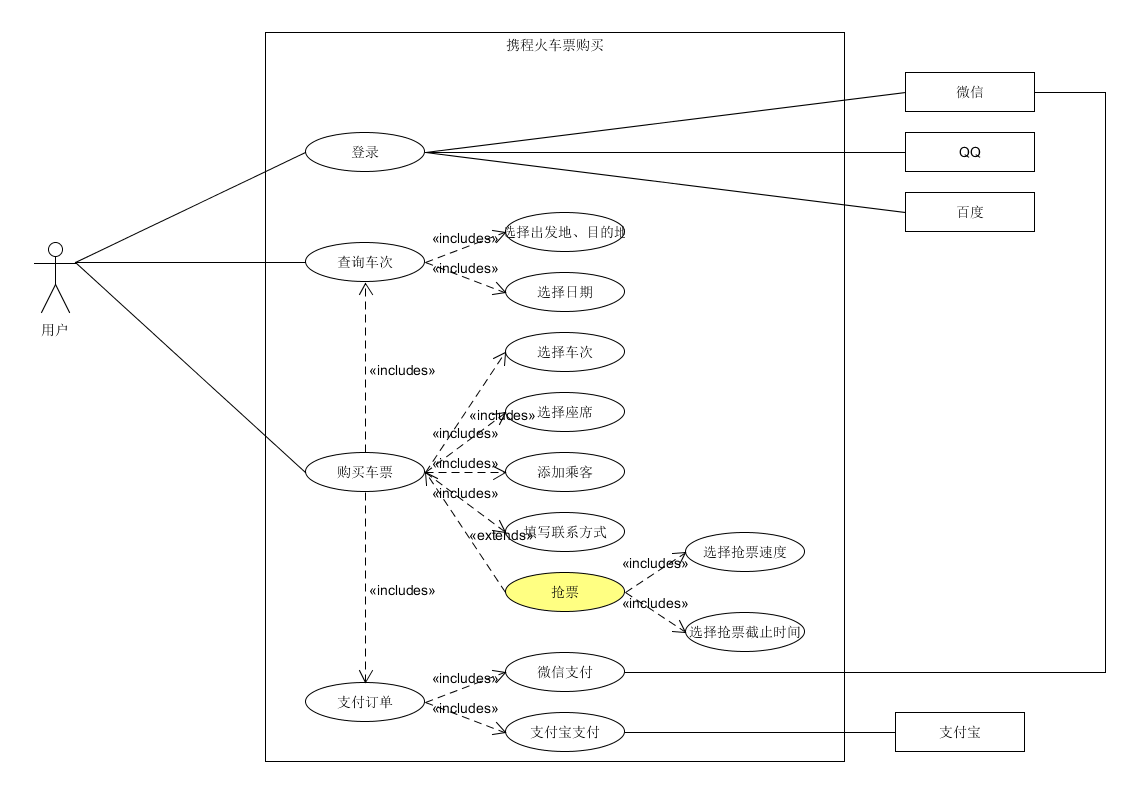 携程火车票购买
微信
登录
QQ
百度
选择出发地、目的地
«includes»
查询车次
«includes»
选择日期
用户
选择车次
«includes»
«includes»
选择座席
«includes»
«includes»
购买车票
添加乘客
«includes»
填写联系方式
«extends»
选择抢票速度
«includes»
«includes»
抢票
«includes»
选择抢票截止时间
«includes»
微信支付
支付订单
«includes»
支付宝支付
支付宝